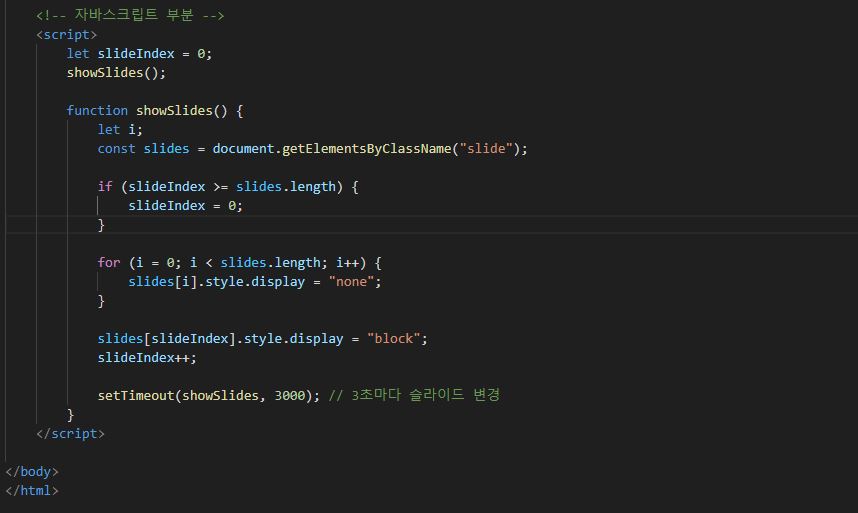 <!-- 자바스크립트 부분 -->
<script>
let slideIndex = 0;
showSlides();
function showSlides() {
let i;
const slides = document.getElementsByClassName("slide");
if (slideIndex >= slides.length) {
slideIndex = 0;
}
for (i = 0; i < slides.length; i++) {
slides[i].style.display = "none";
}
slides[slideIndex].style.display = "block";
slideIndex++;
setTimeout(showSlides, 3000); // 3초마다 슬라이드 변경
}
</script>
</body>
</html>